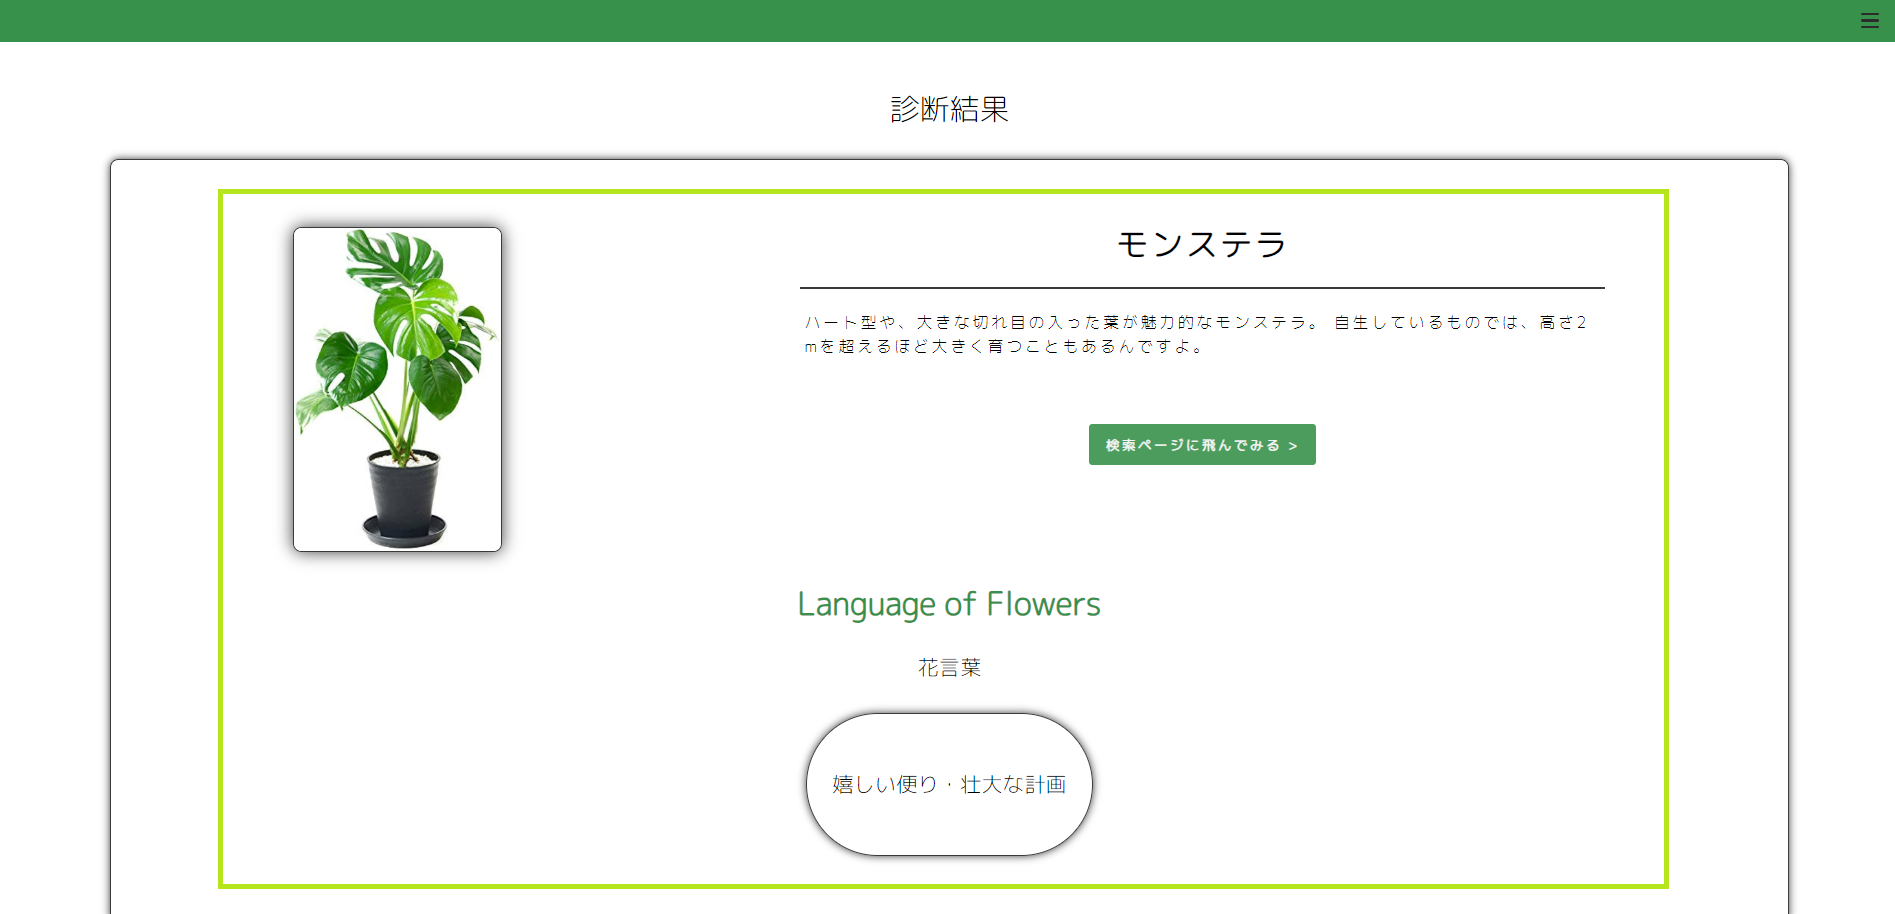 診断結果
モンステラ
ハート型や、大きな切れ目の入った葉が魅力的なモンステラ。 自生しているものでは、高さ2
mを超えるほど大きく育つこともあるんですよ。
検索ページに飛んでみる >
Language of Flowers
花言葉
嬉しい便り・壮大な計画